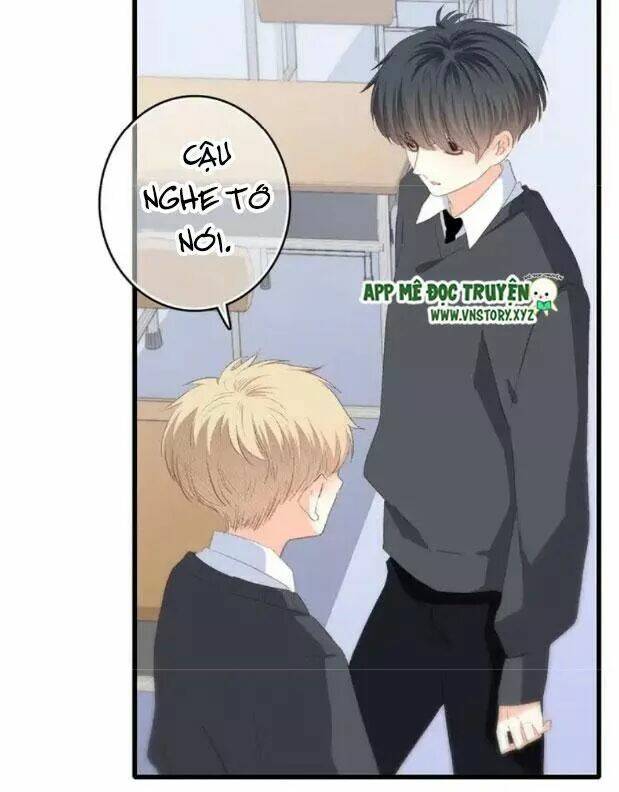 CẬU
NGHE TỚ
NÓI.
APP MÊ ĐỌC TRUYỆN
WWW.VNSTORY.XYZ